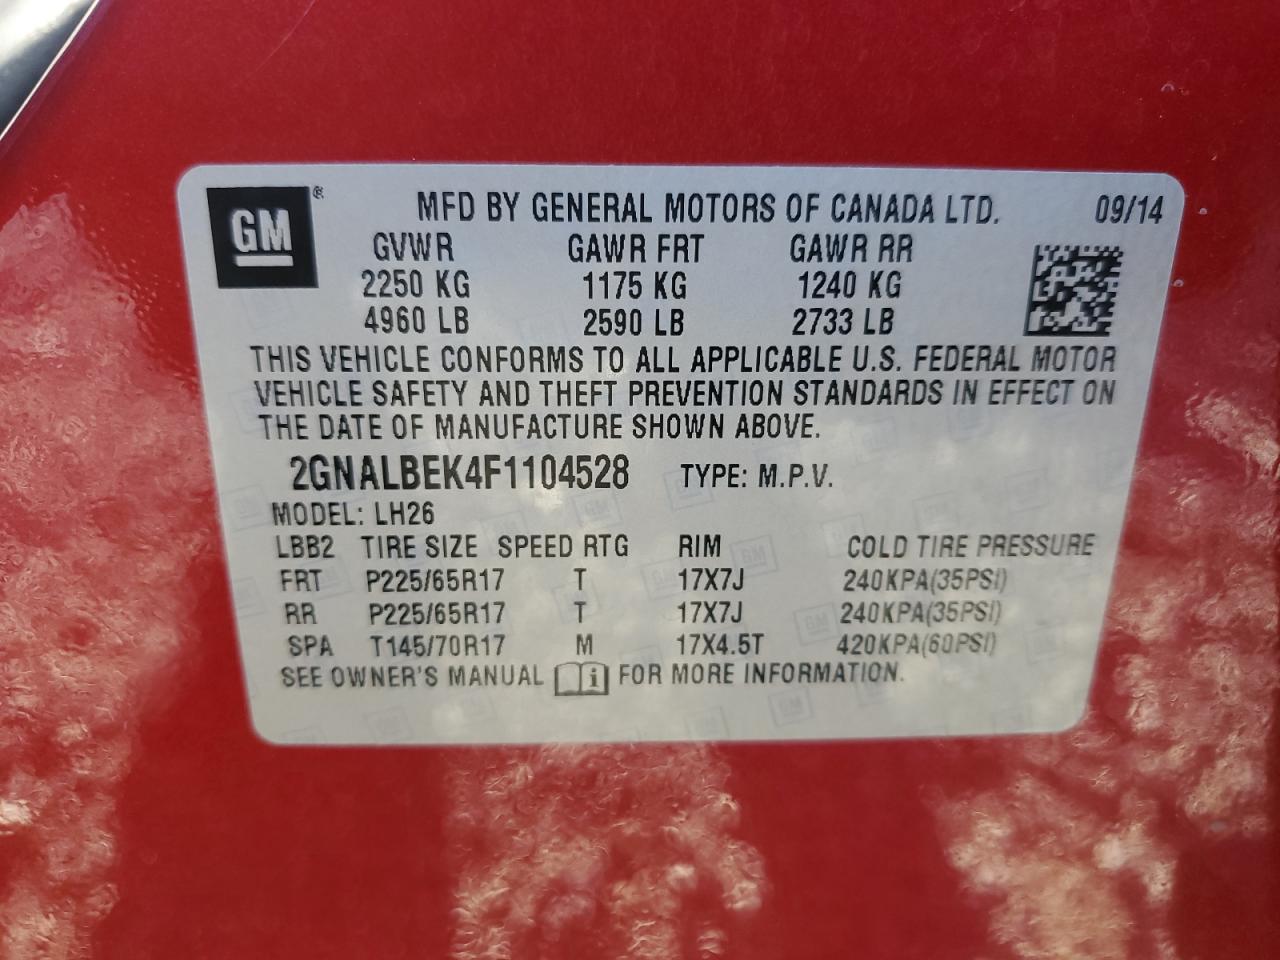 GM ® MFD BY GENERAL MOTORS OF CANADA LTD. 09/14
GVWR GAWR FRT GAWR RR
2250 KG 1175 KG 1240 KG
4960 LB 2590 LB 2733 LB
THIS VEHICLE CONFORMS TO ALL APPLICABLE U.S. FEDERAL MOTOR
VEHICLE SAFETY AND THEFT PREVENTION STANDARDS IN EFFECT ON
THE DATE OF MANUFACTURE SHOWN ABOVE.
2GNALBEK4F1104528 TYPE: M.P.V.
MODEL: LH26
LBB2 TIRE SIZE SPEED RTG RIM COLD TIRE PRESSURE
FRT P225/65R17 T 17X7J 240KPA(35PSI)
RR P225/65R17 T 17X7J 240KPA(35PSI)
SPA T145/70R17 M 17X4.5T 420KPA(60PSI)
SEE OWNER'S MANUAL i FOR MORE INFORMATION.